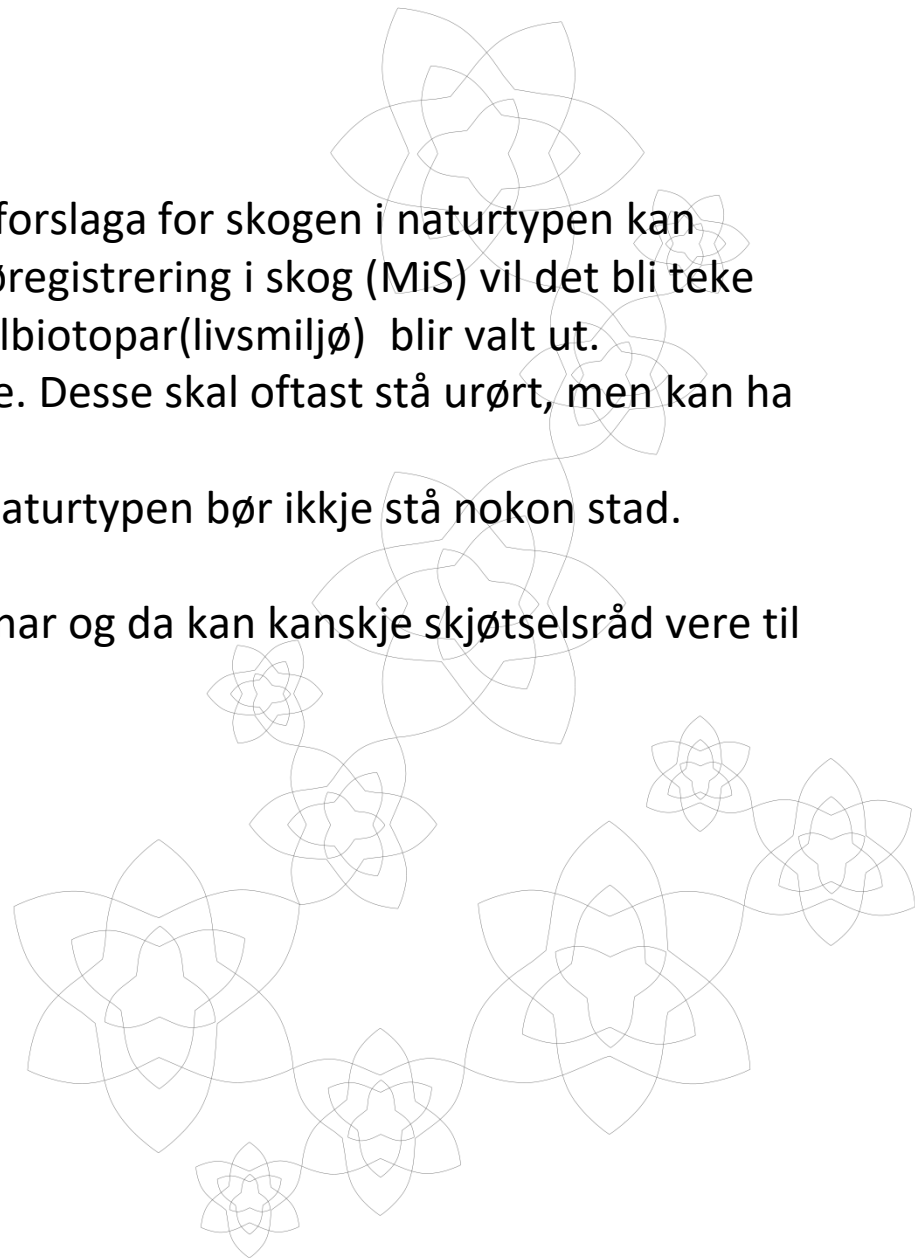 forslaga for skogen i naturtypen kan
øregistrering i skog (MiS) vil det bli teke
lbiotopar(livsmiljø) blir valt ut.
e. Desse skal oftast stå urørt, men kan ha
aturtypen bør ikkje stå nokon stad.
nar og da kan kanskje skjøtselsråd vere til